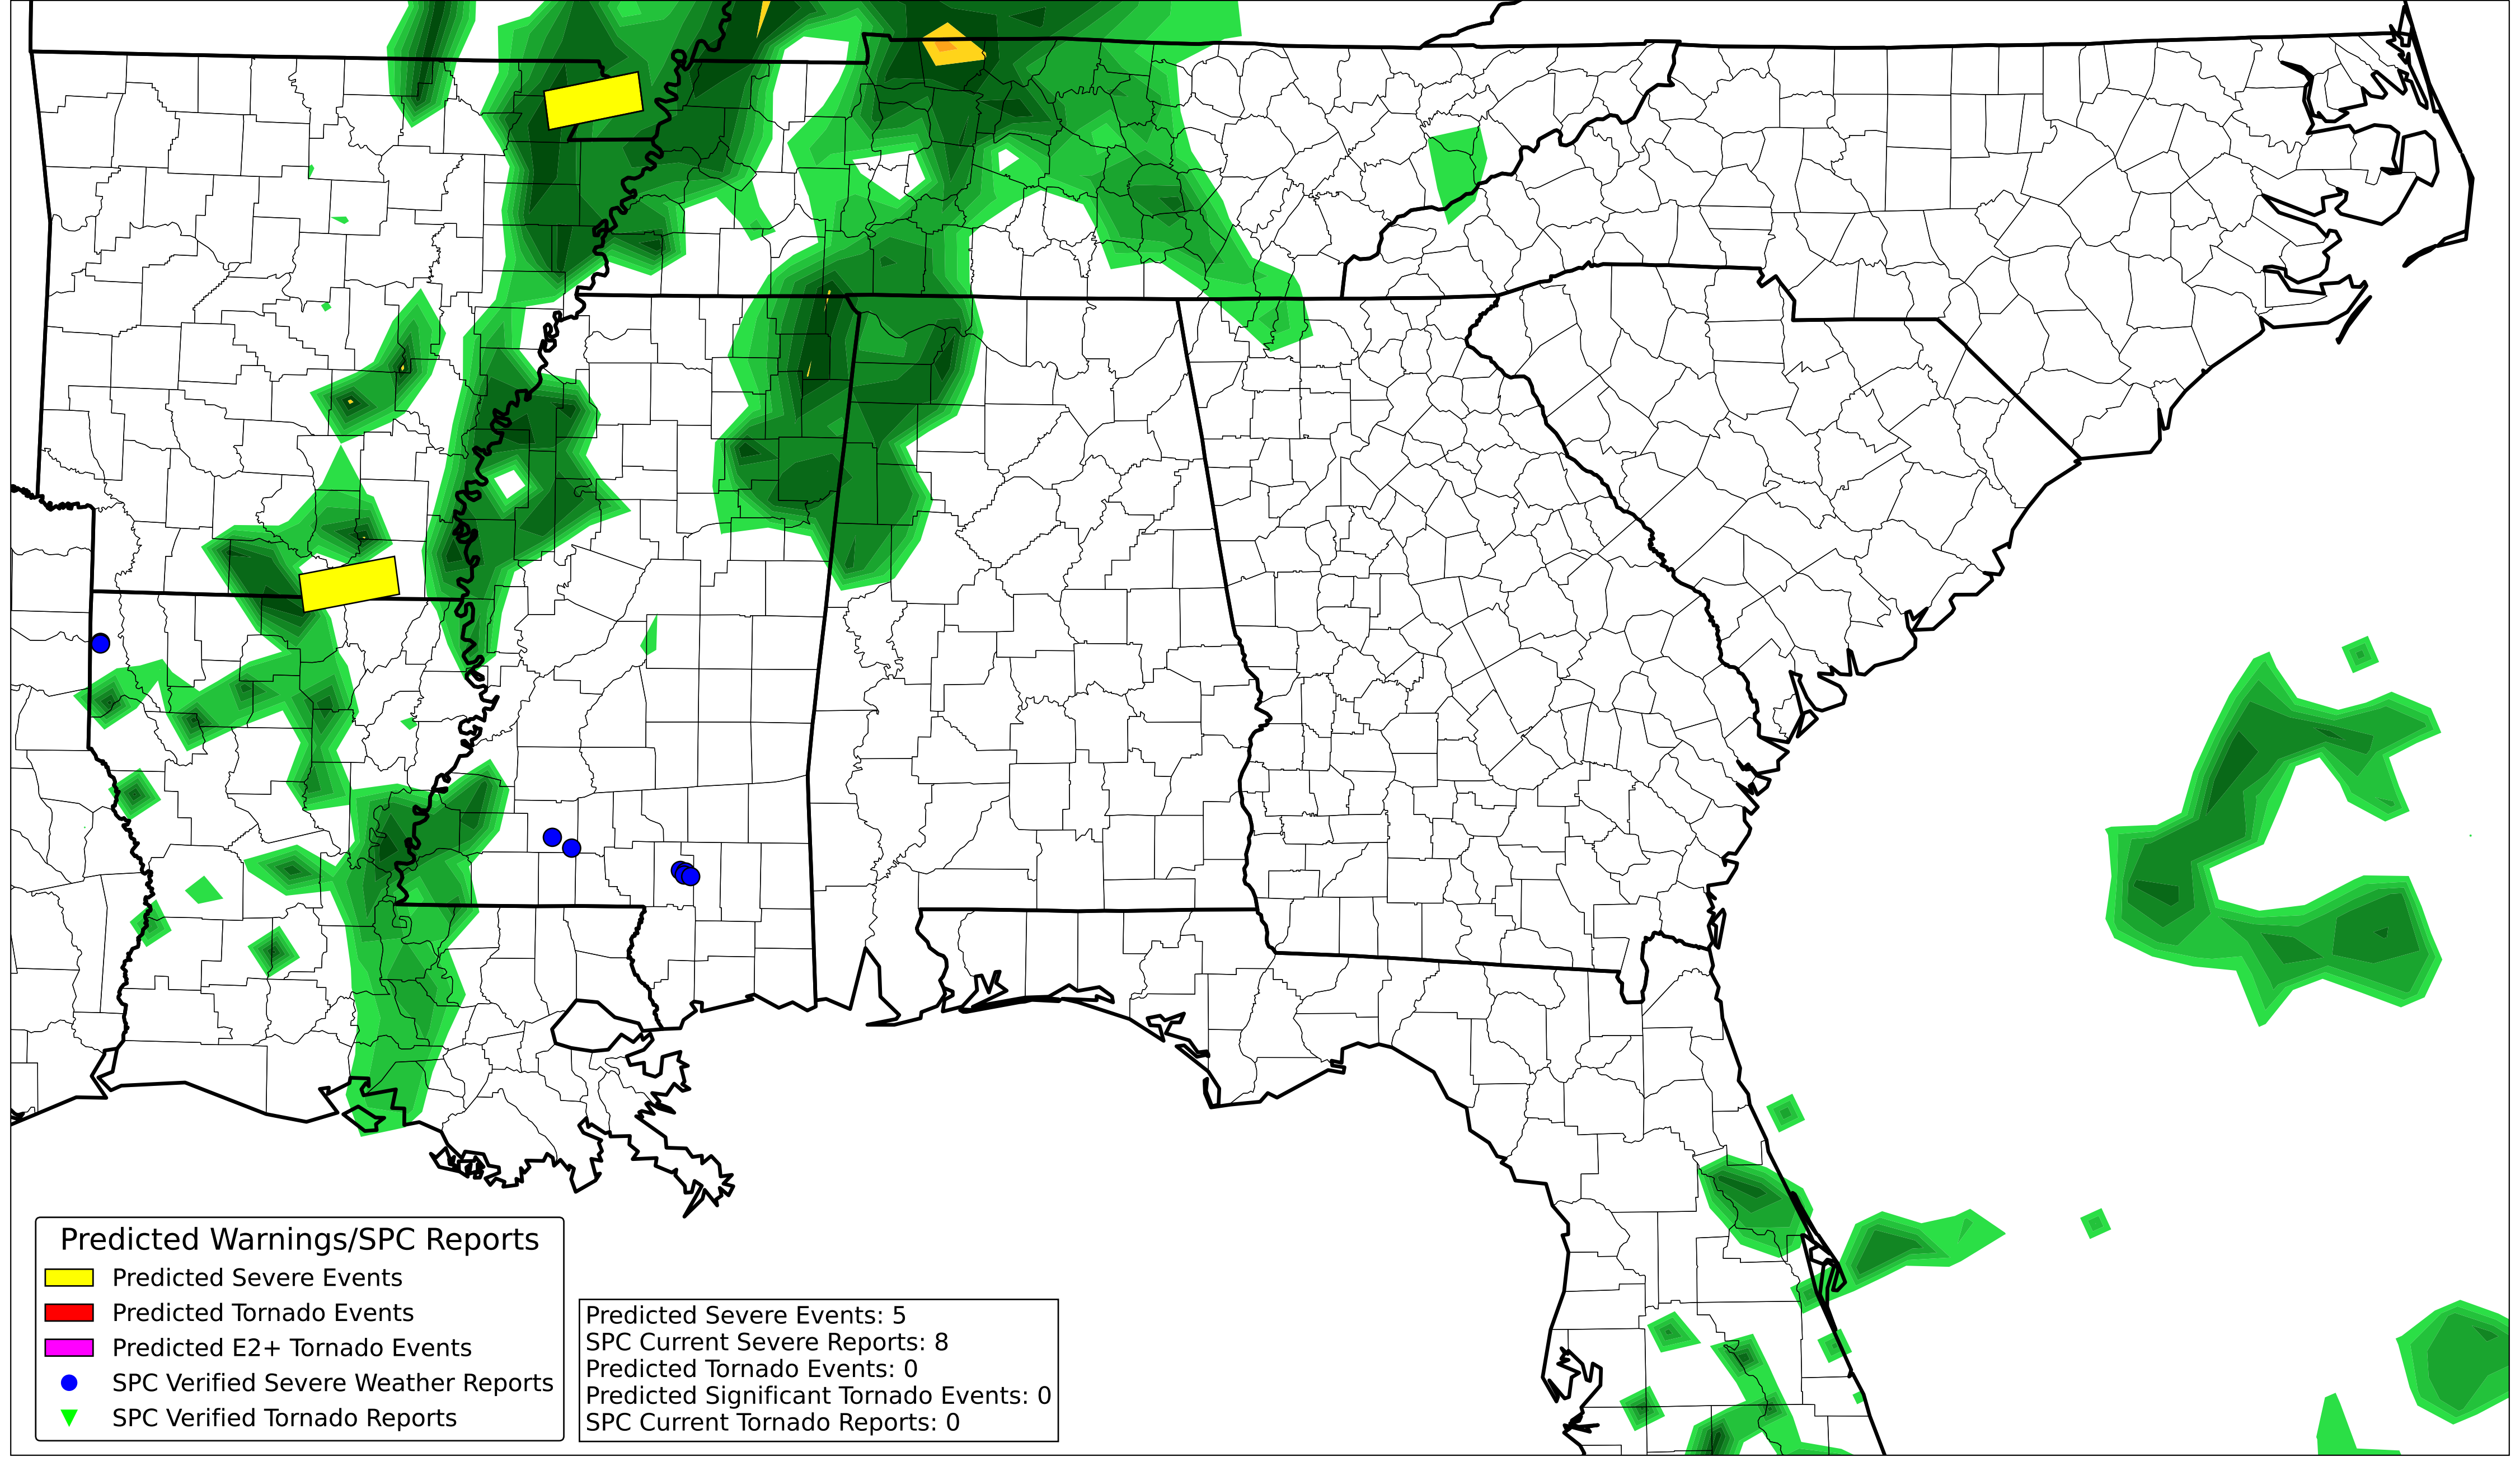 Predicted Warnings/SPC Reports
Predicted Severe Events
Predicted Tornado Events
Predicted E2+ Tornado Events
SPC Verified Severe Weather Reports
SPC Verified Tornado Reports
Predicted Severe Events: 5
SPC Current Severe Reports: 8
Predicted Tornado Events: 0
Predicted Significant Tornado Events: 0
SPC Current Tornado Reports: 0